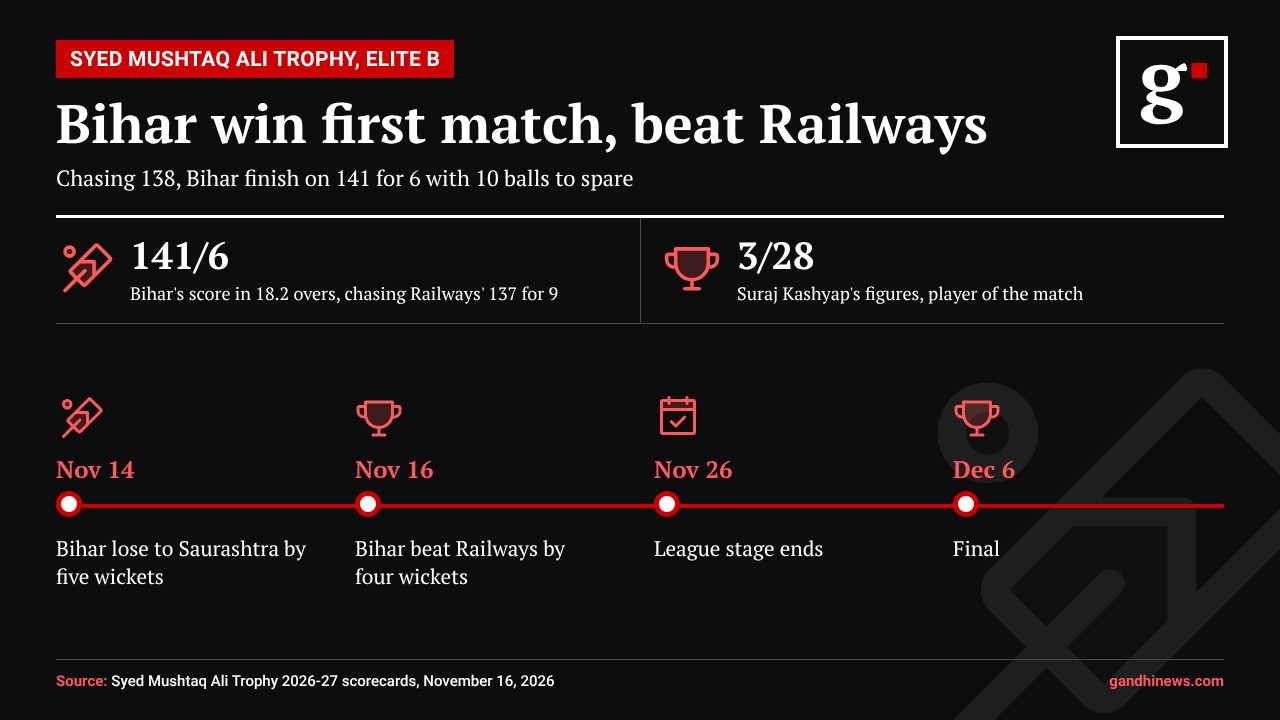 SYED MUSHTAQ ALI TROPHY, ELITE B
g
Bihar win first match, beat Railways
Chasing 138, Bihar finish on 141 for 6 with 10 balls to spare
141/6
Bihar's score in 18.2 overs, chasing Railways' 137 for 9
3/28
Suraj Kashyap's figures, player of the match
Nov 14
Bihar lose to Saurashtra by
five wickets
Nov 16
Bihar beat Railways by
four wickets
Nov 26
League stage ends
Dec 6
Final
Source: Syed Mushtaq Ali Trophy 2026-27 scorecards, November 16, 2026
gandhinews.com